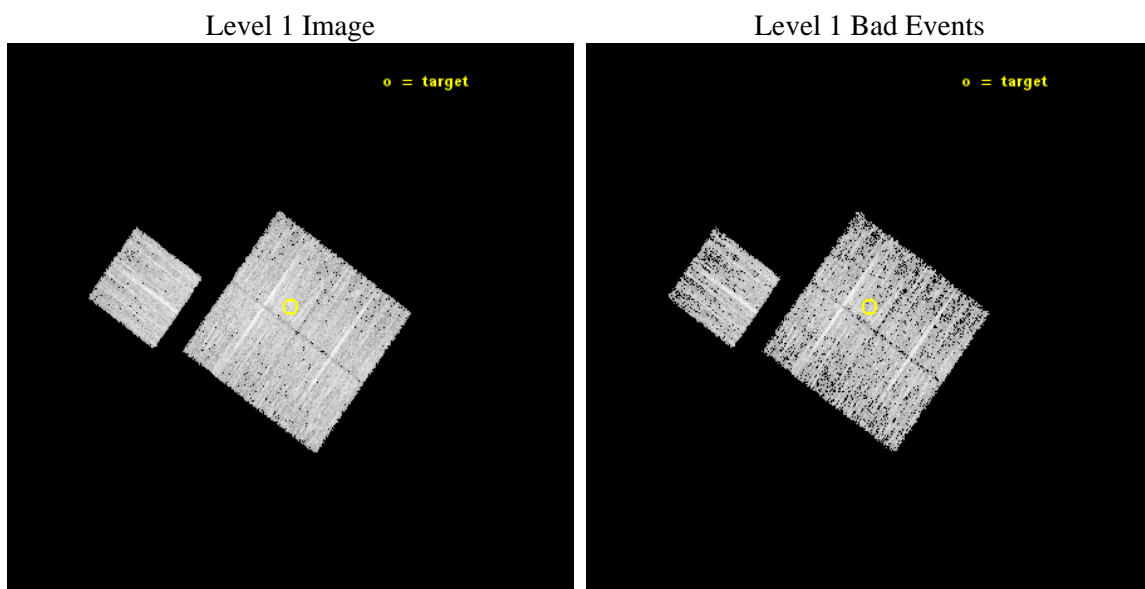 Level 1 Image
Level 1 Bad Events
o = target
o = target